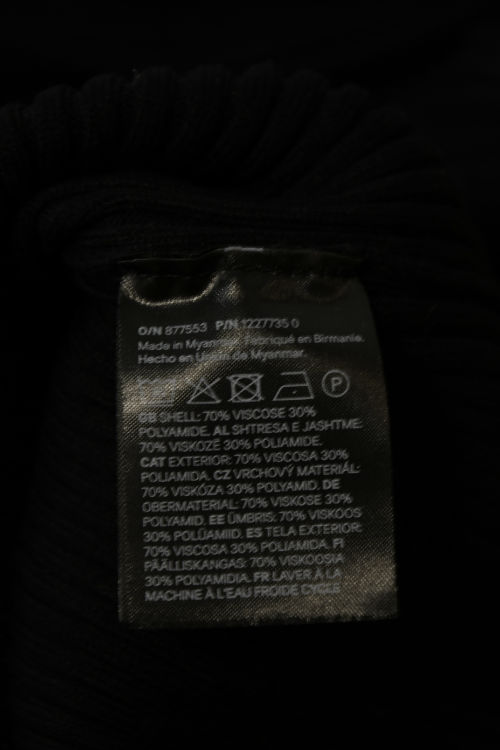 O/N 877553 P/N 1227735 0
Made in Myanmar. Fabriqué en Birmanie.
Hecho en Unión de Myanmar.
P
GB SHELL: 70% VISCOSE 30%
POLYAMIDE. AL SHTRESA E JASHTME:
70% VISKOZË 30% POLIAMIDE.
CAT EXTERIOR: 70% VISCOSA 30%
POLIAMIDA. CZ VRCHOVÝ MATERIÁL:
70% VISKÓZA 30% POLYAMID. DE
OBERMATERIAL: 70% VISKOSE 30%
POLYAMID. EE ÜMBRIS: 70% VISKOOS
30% POLÜAMIID. ES TELA EXTERIOR:
70% VISCOSA 30% POLIAMIDA. FI
PÄÄLLISKANGAS: 70% VISKOOSIA
30% POLYAMIDIA. FR LAVER À LA
MACHINE À L'EAU FROIDE CYCLE